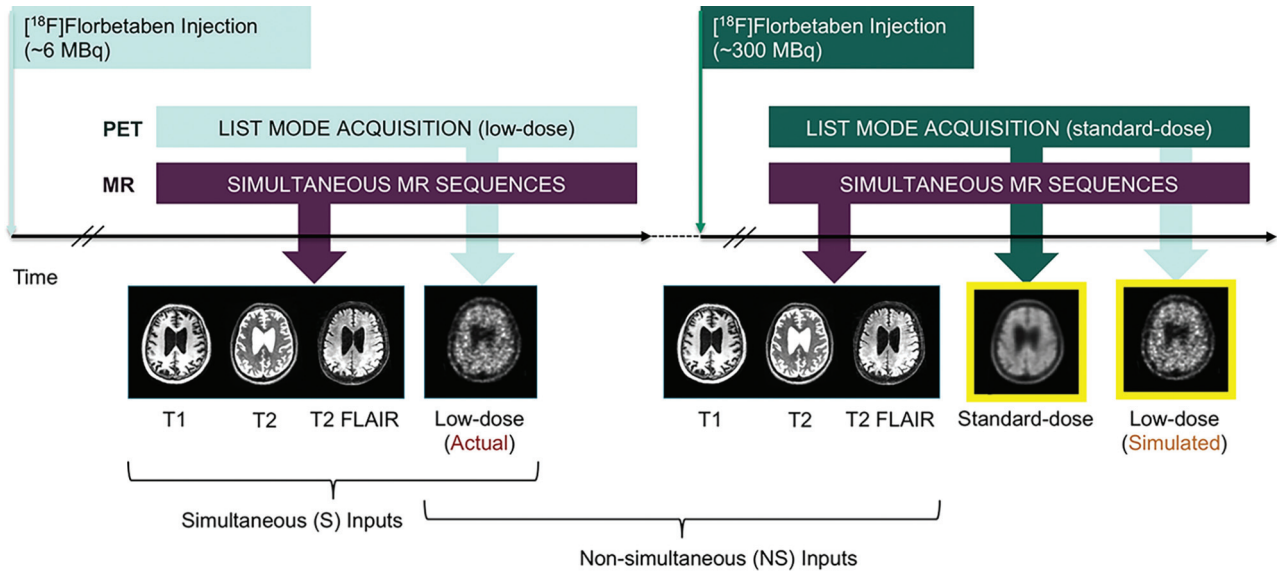 [¹⁸F]Florbetaben Injection
(~6 MBq)
[¹⁸F]Florbetaben Injection
(~300 MBq)
PET
LIST MODE ACQUISITION (low-dose)
LIST MODE ACQUISITION (standard-dose)
MR
SIMULTANEOUS MR SEQUENCES
SIMULTANEOUS MR SEQUENCES
Time
T1
T2
T2 FLAIR
Low-dose
(Actual)
T1
T2
T2 FLAIR
Standard-dose
Low-dose
(Simulated)
Simultaneous (S) Inputs
Non-simultaneous (NS) Inputs